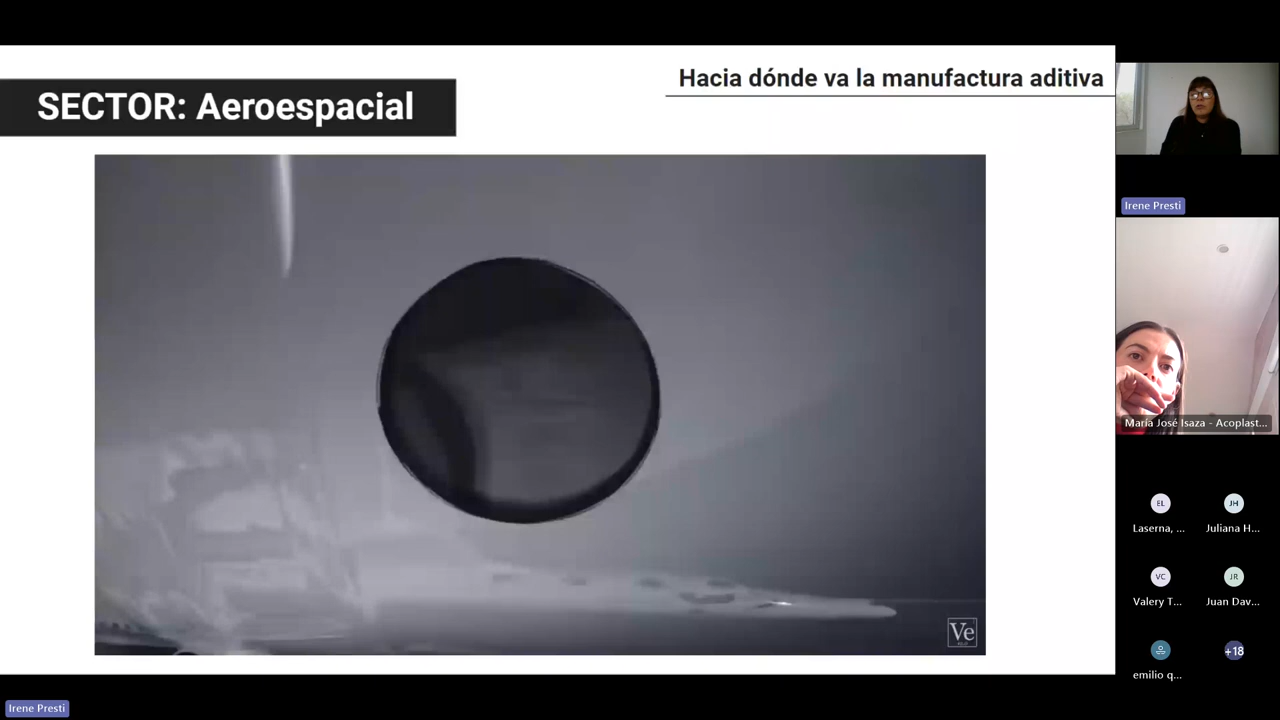 Hacia dónde va la manufactura aditiva
SECTOR: Aeroespacial
Ve
Irene Presti
María José Isaza - Acoplast...
EL
JH
Laserna, ...
Juliana H...
VC
JR
Valery T...
Juan Dav...
+18
emilio q...
Irene Presti